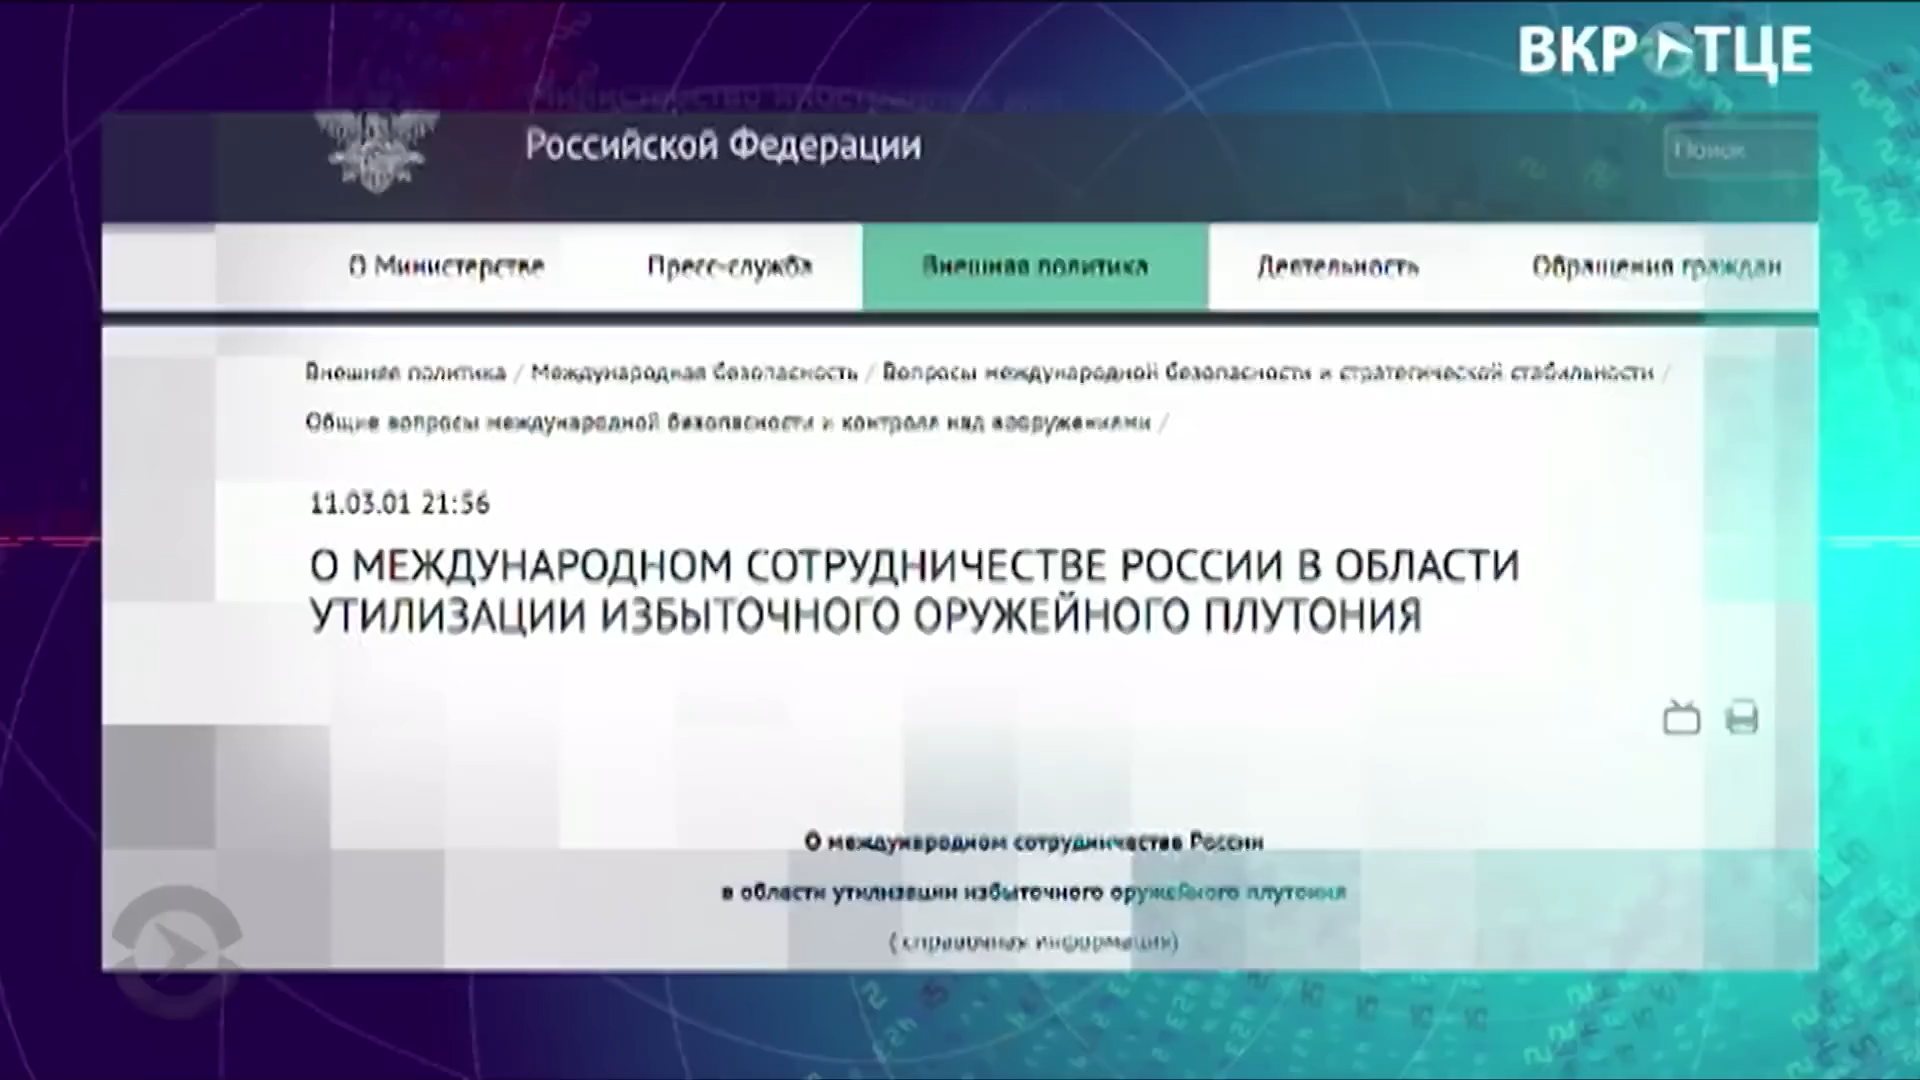 ВКРОТЦЕ
Российской Федерации
Поиск
О Министерстве
Пресс-служба
Внешняя политика
Деятельность
Обращения граждан
Внешняя политика / Международная безопасность / Вопросы международной безопасности и стратегической стабильности /
Общие вопросы международной безопасности и контроля над вооружениями /
11.03.01 21:56
О МЕЖДУНАРОДНОМ СОТРУДНИЧЕСТВЕ РОССИИ В ОБЛАСТИ
УТИЛИЗАЦИИ ИЗБЫТОЧНОГО ОРУЖЕЙНОГО ПЛУТОНИЯ
О международном сотрудничестве России
в области утилизации избыточного оружейного плутония
(справочная информация)